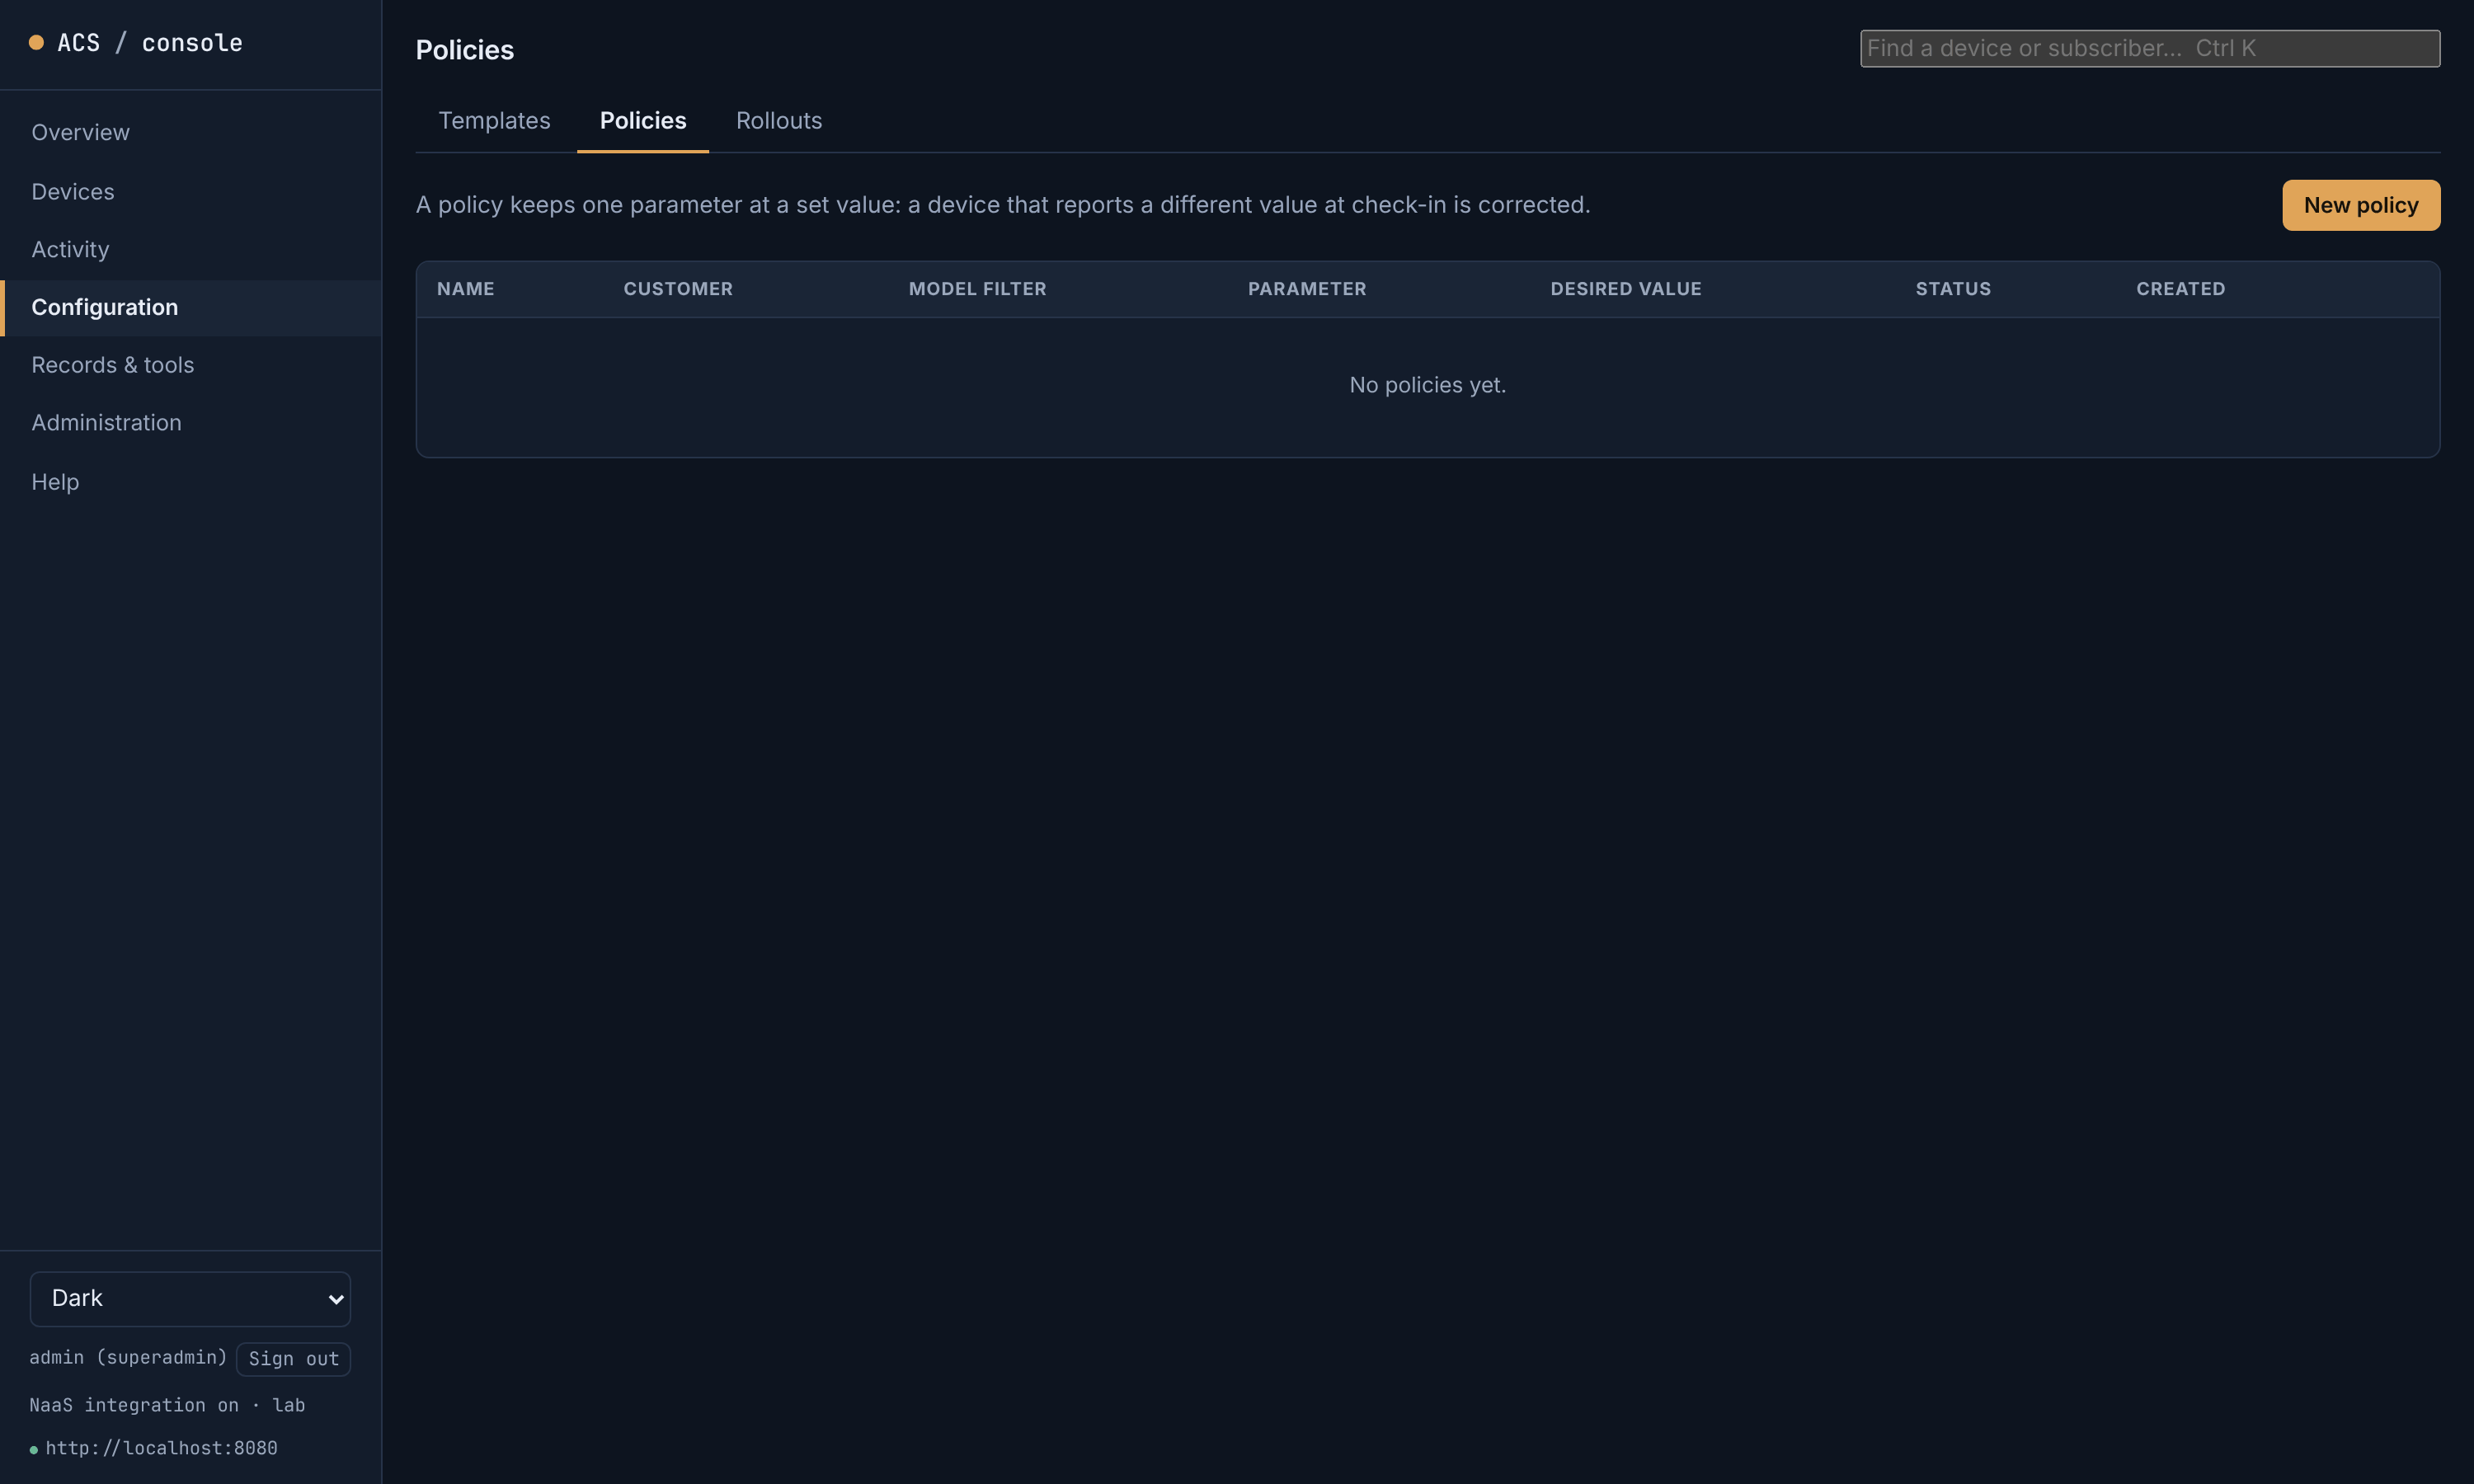 ACS / console
Overview
Devices
Activity
Configuration
Records & tools
Administration
Help
Dark
admin (superadmin) Sign out
NaaS integration on · lab
http://localhost:8080
Policies
Find a device or subscriber... Ctrl K
Templates Policies Rollouts
A policy keeps one parameter at a set value: a device that reports a different value at check-in is corrected.
New policy
NAME CUSTOMER MODEL FILTER PARAMETER DESIRED VALUE STATUS CREATED
No policies yet.